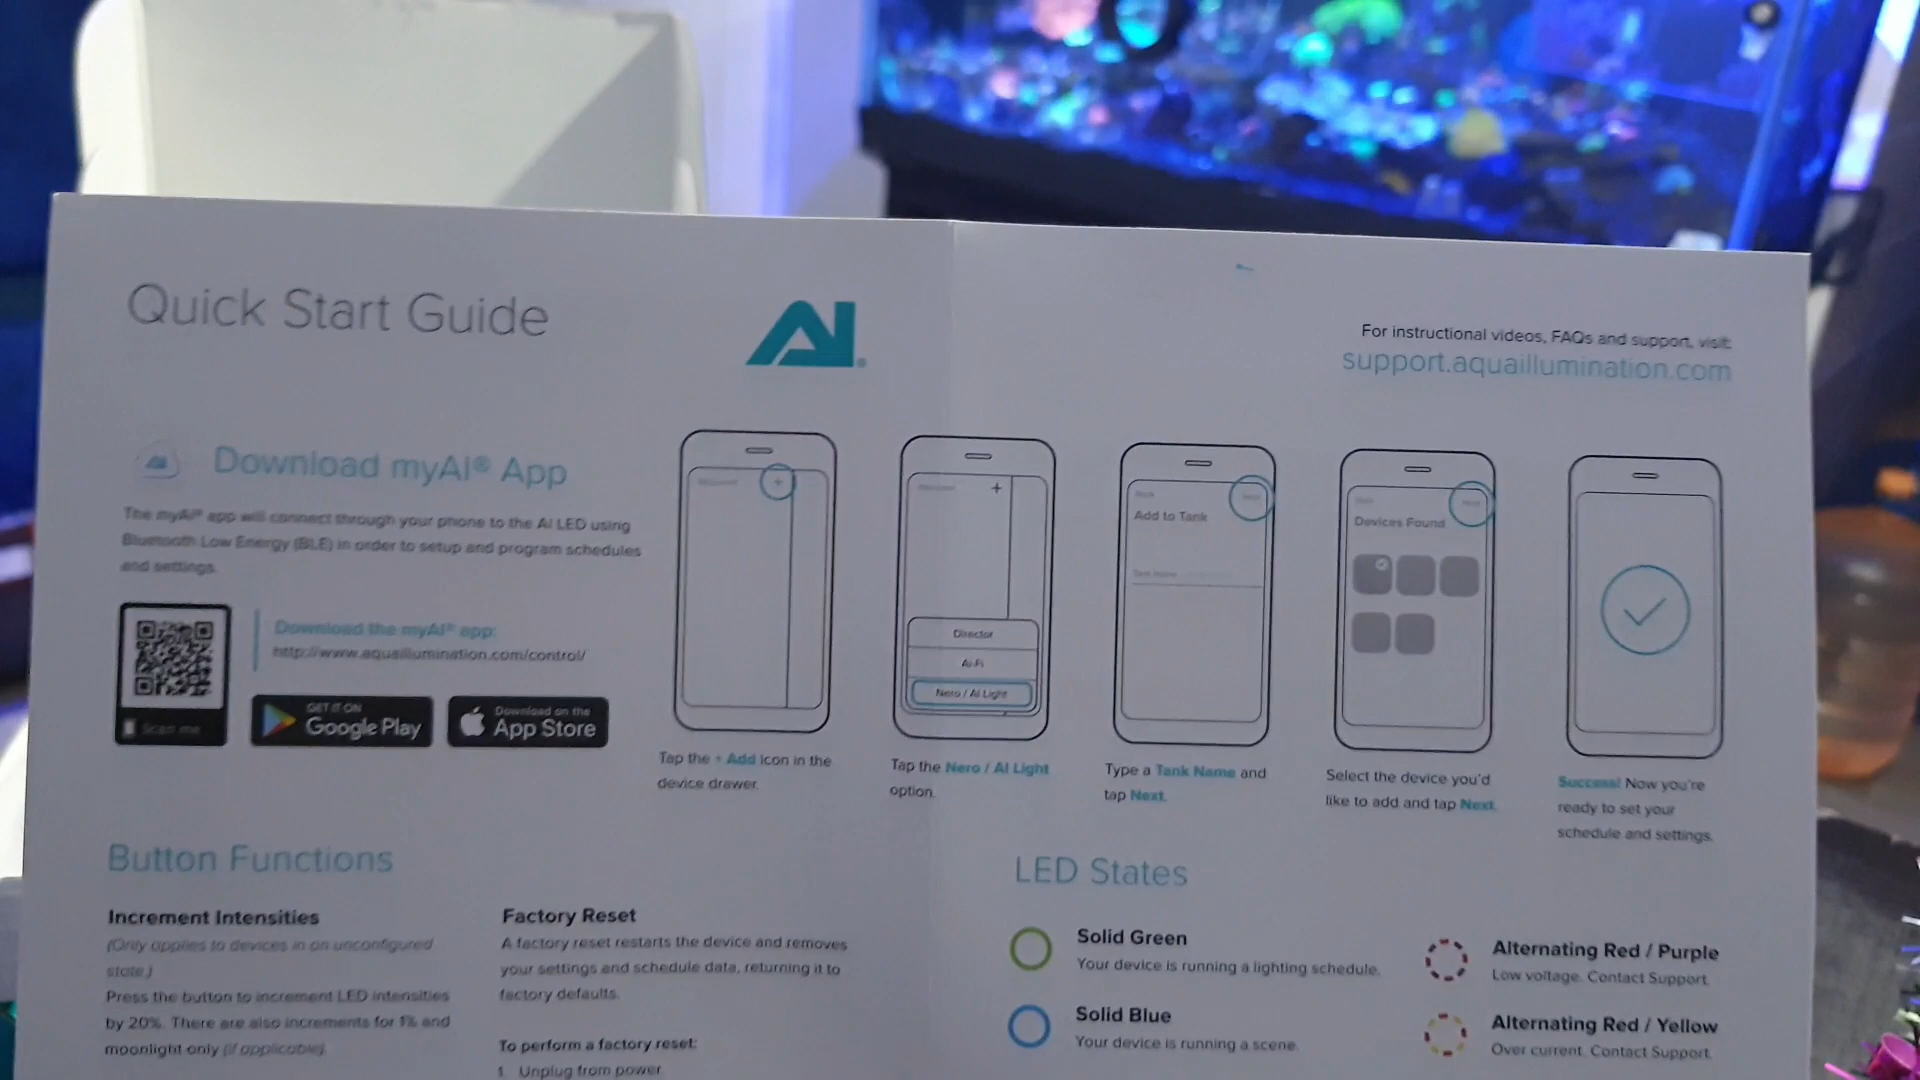 Quick Start Guide
AI
For instructional videos, FAQs and support, visit:
support.aquaillumination.com
Download myAI® App
The myAI® app will connect through your phone to the AI LED using
Bluetooth Low Energy (BLE) in order to setup and program schedules
and settings.
Scan me
Download the myAI® app:
http://www.aquaillumination.com/control/
GET IT ON
Google Play
Download on the
App Store
+
Tap the + Add icon in the
device drawer.
+
Director
Ai-Fi
Nero / AI Light
Tap the Nero / AI Light
option.
Add to Tank
Tank Name
Type a Tank Name and
tap Next.
Devices Found
Select the device you'd
like to add and tap Next.
Success! Now you're
ready to set your
schedule and settings.
Button Functions
Increment Intensities
(Only applies to devices in an unconfigured
state.)
Press the button to increment LED intensities
by 20%. There are also increments for 1% and
moonlight only (if applicable).
Factory Reset
A factory reset restarts the device and removes
your settings and schedule data, returning it to
factory defaults.
To perform a factory reset:
1. Unplug from power
LED States
Solid Green
Your device is running a lighting schedule.
Solid Blue
Your device is running a scene.
Alternating Red / Purple
Low voltage. Contact Support.
Alternating Red / Yellow
Over current. Contact Support.